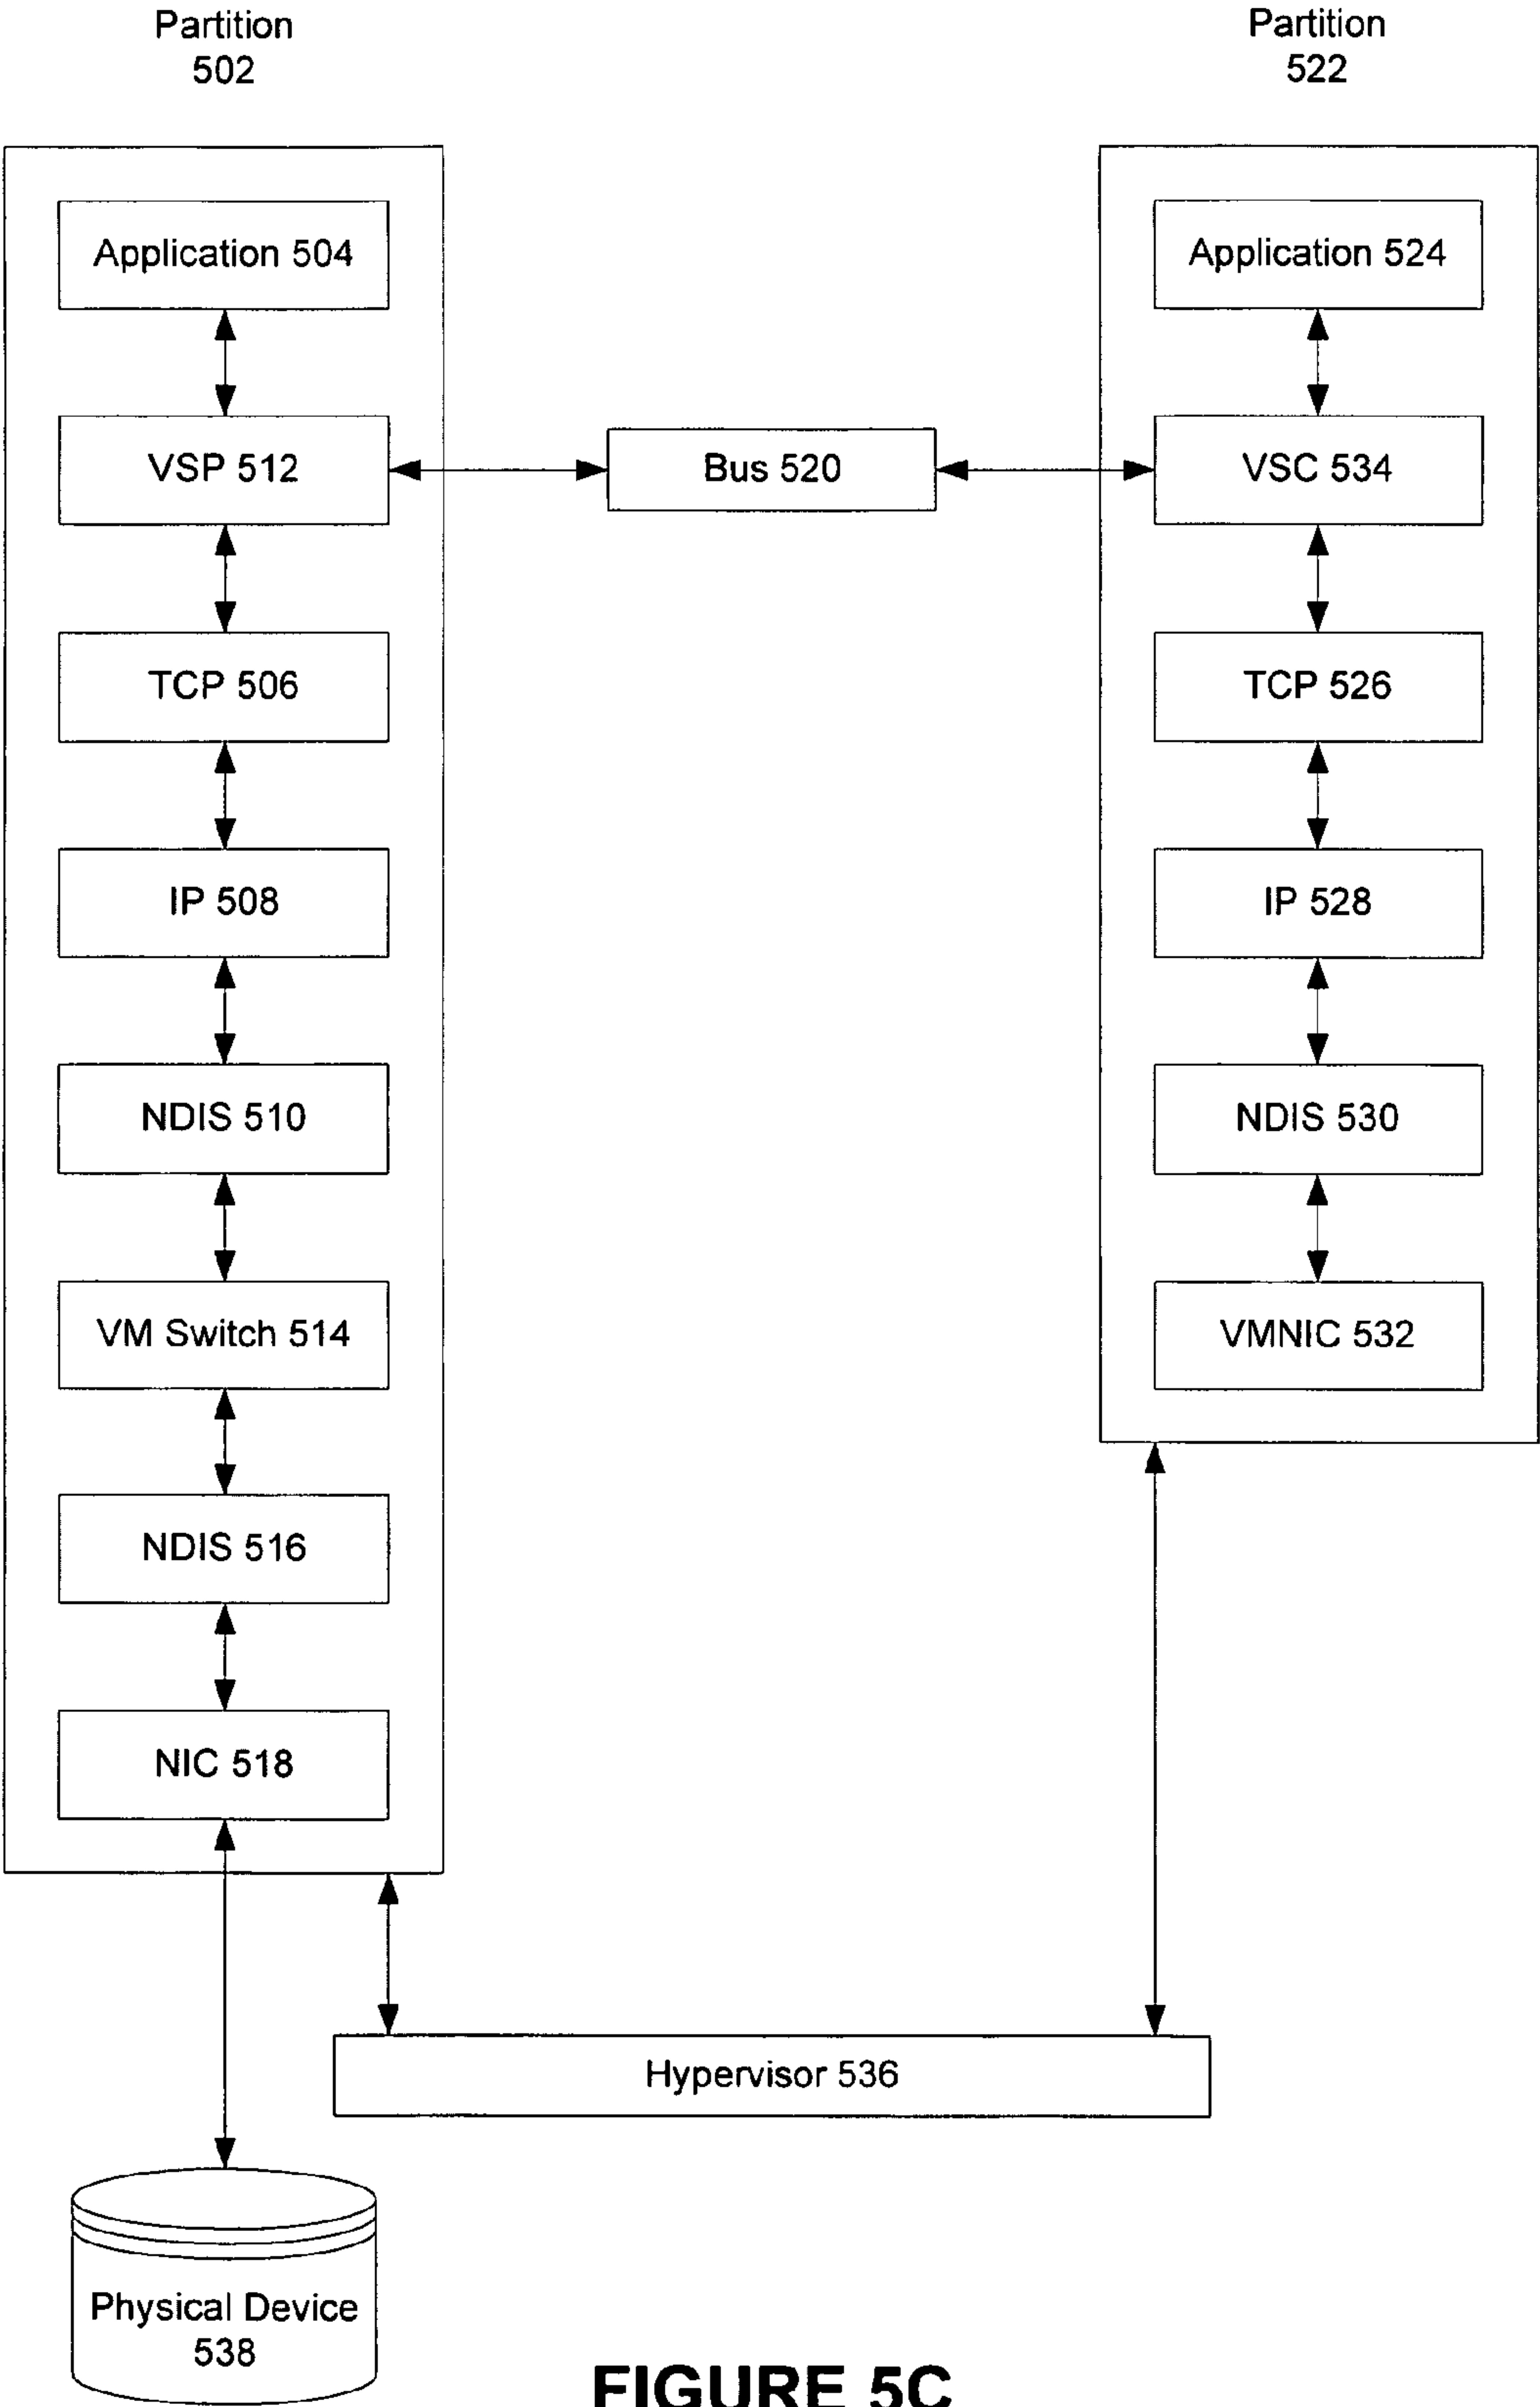 Partition
502
Partition
522
Application 504
Application 524
VSP 512
Bus 520
VSC 534
TCP 506
TCP 526
IP 508
IP 528
NDIS 510
NDIS 530
VM Switch 514
VMNIC 532
NDIS 516
NIC 518
Hypervisor 536
Physical Device
538
FIGURE 5C